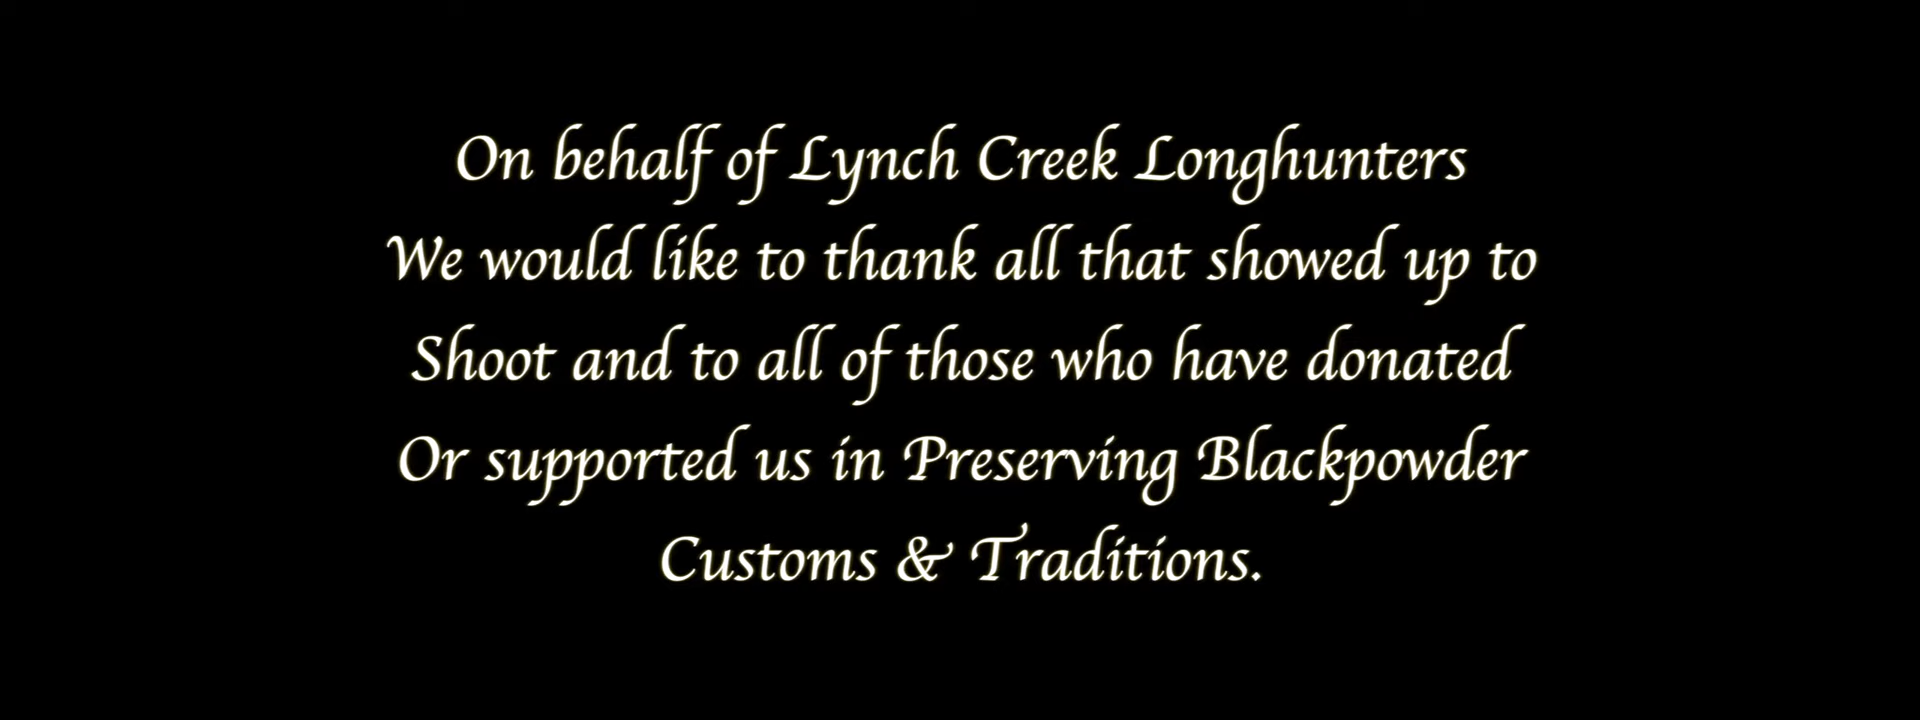 On behalf of Lynch Creek Longhunters
We would like to thank all that showed up to
Shoot and to all of those who have donated
Or supported us in Preserving Blackpowder
Customs & Traditions.